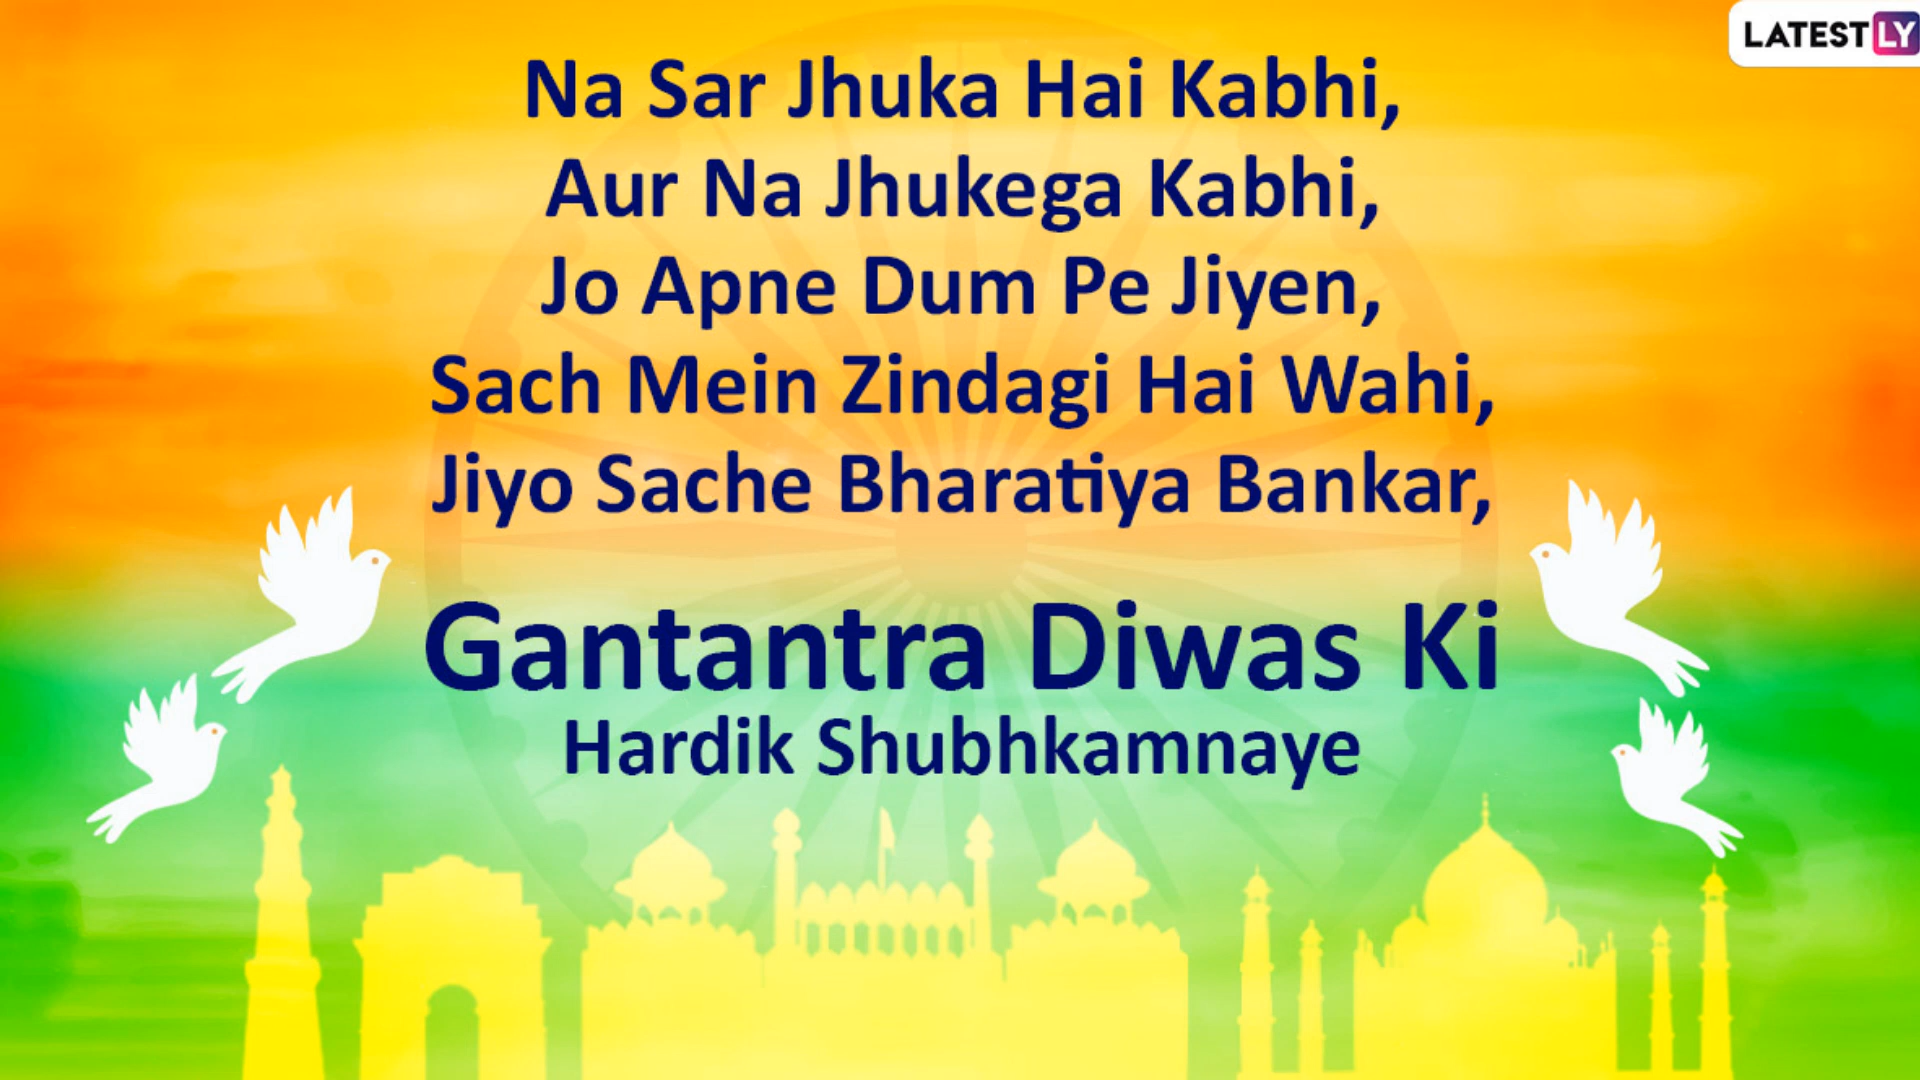 LATESTLY
Na Sar Jhuka Hai Kabhi,
Aur Na Jhukega Kabhi,
Jo Apne Dum Pe Jiyen,
Sach Mein Zindagi Hai Wahi,
Jiyo Sache Bharatiya Bankar,
Gantantra Diwas Ki
Hardik Shubhkamnaye